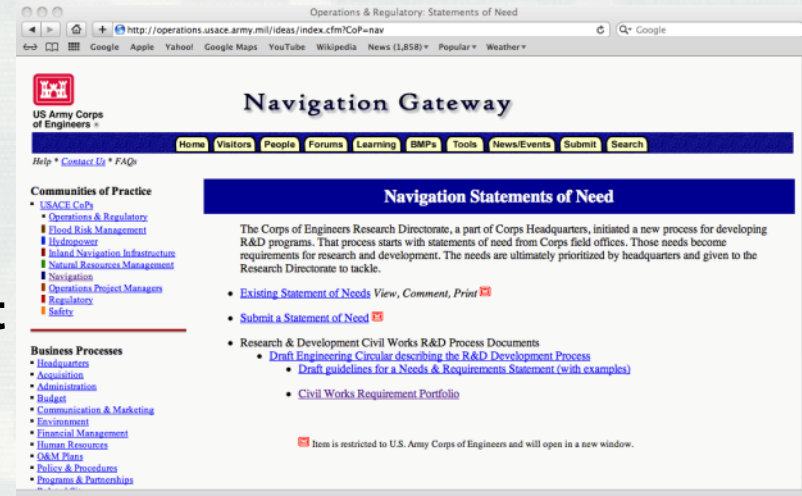 Operations & Regulatory: Statements of Need
http://operations.usace.army.mil/ideas/index.cfm?CoP=nav
Google
Google Apple Yahoo! Google Maps YouTube Wikipedia News (1,858) Popular Weather
US Army Corps
of Engineers ®
Navigation Gateway
Home Visitors People Forums Learning BMPs Tools News/Events Submit Search
Help * Contact Us * FAQs
Communities of Practice
USACE CoPs
Operations & Regulatory
Flood Risk Management
Hydropower
Inland Navigation Infrastructure
Natural Resources Management
Navigation
Operations Project Managers
Regulatory
Safety
Business Processes
Headquarters
Acquisition
Administration
Budget
Communication & Marketing
Environment
Financial Management
Human Resources
O&M Plans
Policy & Procedures
Programs & Partnerships
Navigation Statements of Need
The Corps of Engineers Research Directorate, a part of Corps Headquarters, initiated a new process for developing
R&D programs. That process starts with statements of need from Corps field offices. Those needs become
requirements for research and development. The needs are ultimately prioritized by headquarters and given to the
Research Directorate to tackle.
• Existing Statement of Needs View, Comment, Print
• Submit a Statement of Need
• Research & Development Civil Works R&D Process Documents
• Draft Engineering Circular describing the R&D Development Process
• Draft guidelines for a Needs & Requirements Statement (with examples)
• Civil Works Requirement Portfolio
Item is restricted to U.S. Army Corps of Engineers and will open in a new window.